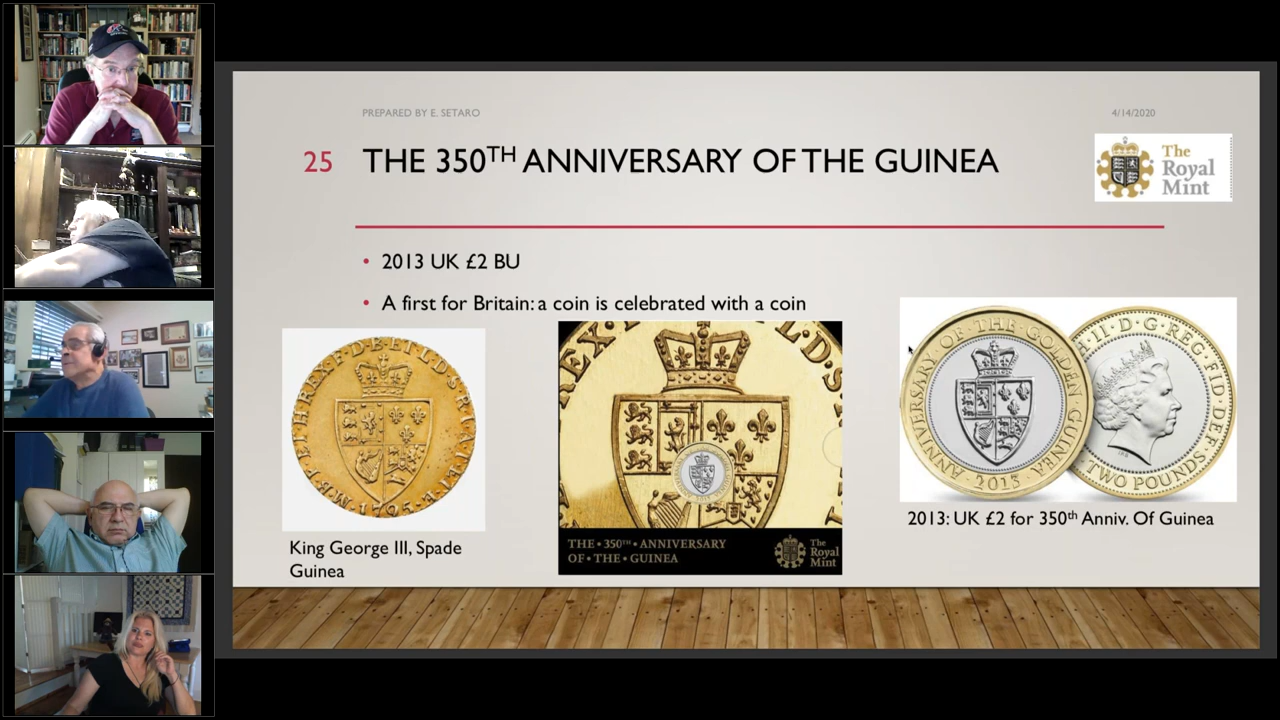 PREPARED BY E. SETARO
4/14/2020
25
THE 350TH ANNIVERSARY OF THE GUINEA
The
Royal
Mint
• 2013 UK £2 BU
• A first for Britain: a coin is celebrated with a coin
King George III, Spade
Guinea
THE•350TH•ANNIVERSARY
OF•THE•GUINEA
The
Royal
Mint
ANNIVERSARY OF THE GOLDEN GUINEA
2013
III·D·G·REG·FID·DEF
TWO POUNDS
2013: UK £2 for 350th Anniv. Of Guinea